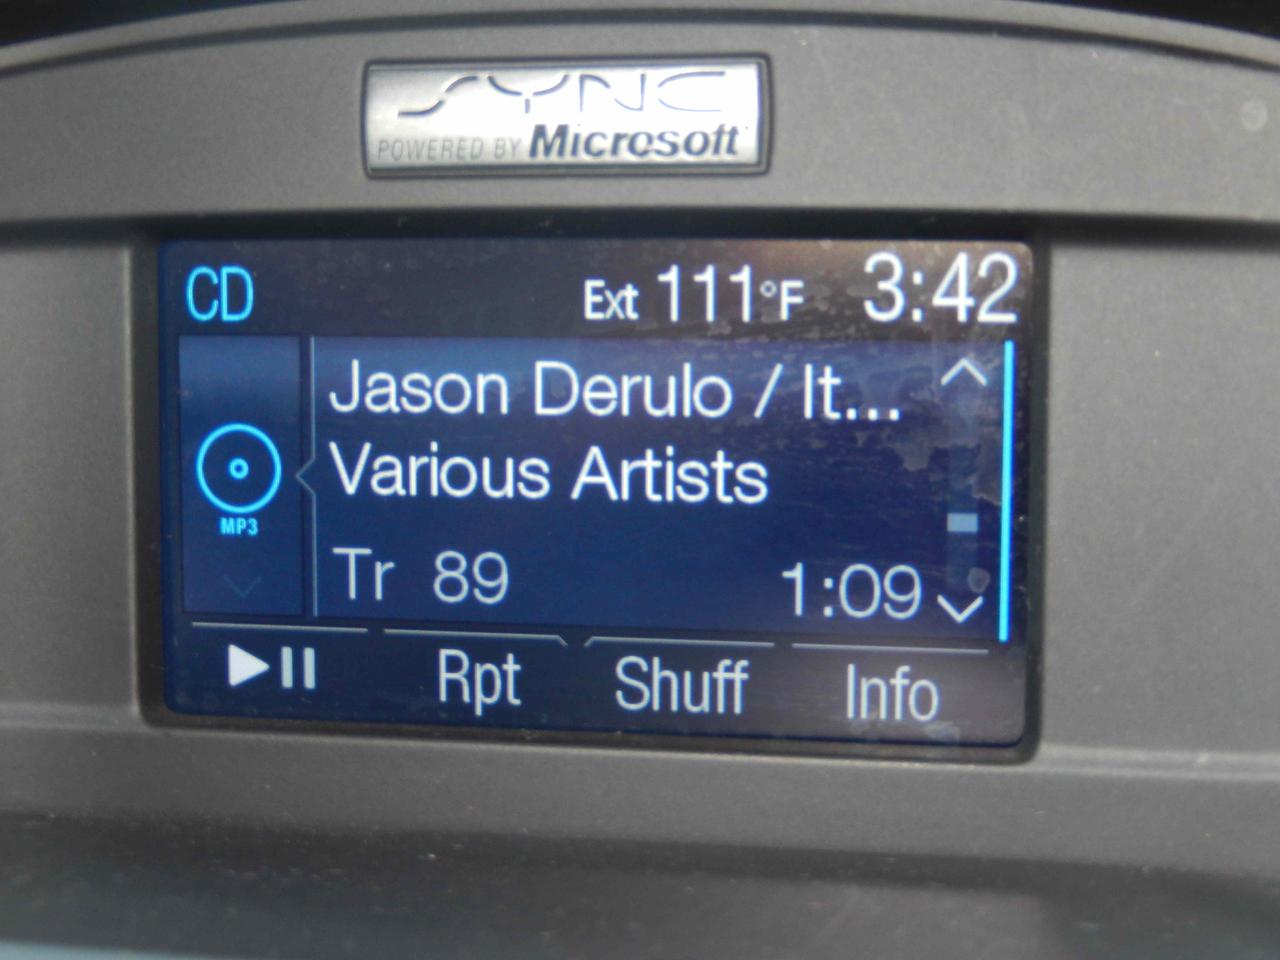 SYNC
POWERED BY Microsoft
CD Ext 111°F 3:42
Jason Derulo / It...
Various Artists
MP3
Tr 89 1:09
Rpt Shuff Info